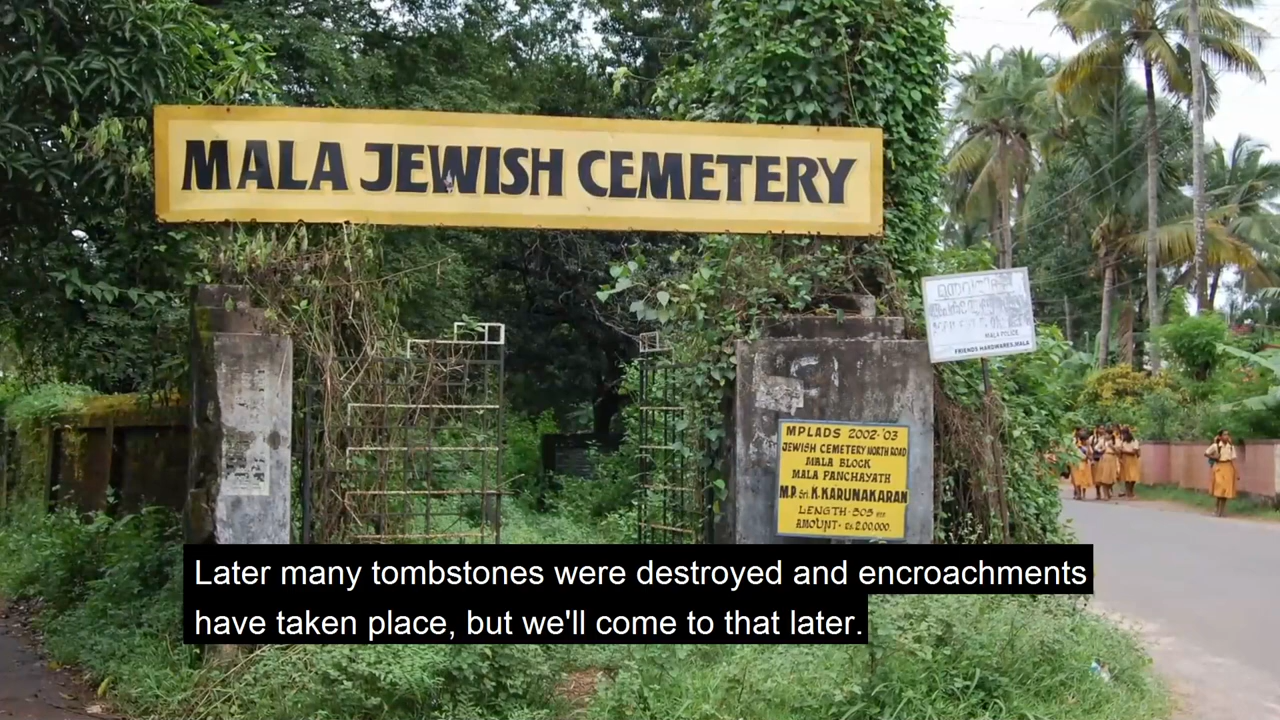 MALA JEWISH CEMETERY
MALA POLICE
FRIENDS HARDWARES, MALA
MPLADS 2002-'03
JEWISH CEMETERY NORTH ROAD
MALA BLOCK
MALA PANCHAYATH
M.P. Sri. K.KARUNAKARAN
LENGTH - 505
AMOUNT - Rs. 2,00,000.
Later many tombstones were destroyed and encroachments
have taken place, but we'll come to that later.